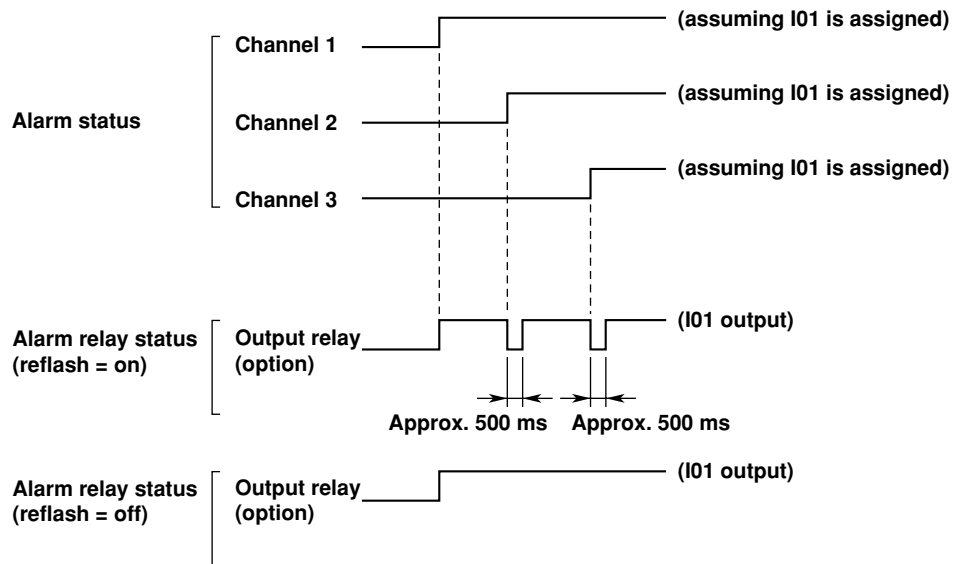 Channel 1
(assuming I01 is assigned)
Alarm status
Channel 2
(assuming I01 is assigned)
Channel 3
(assuming I01 is assigned)
Alarm relay status
(reflash = on)
Output relay
(option)
(I01 output)
Approx. 500 ms
Approx. 500 ms
Alarm relay status
(reflash = off)
Output relay
(option)
(I01 output)